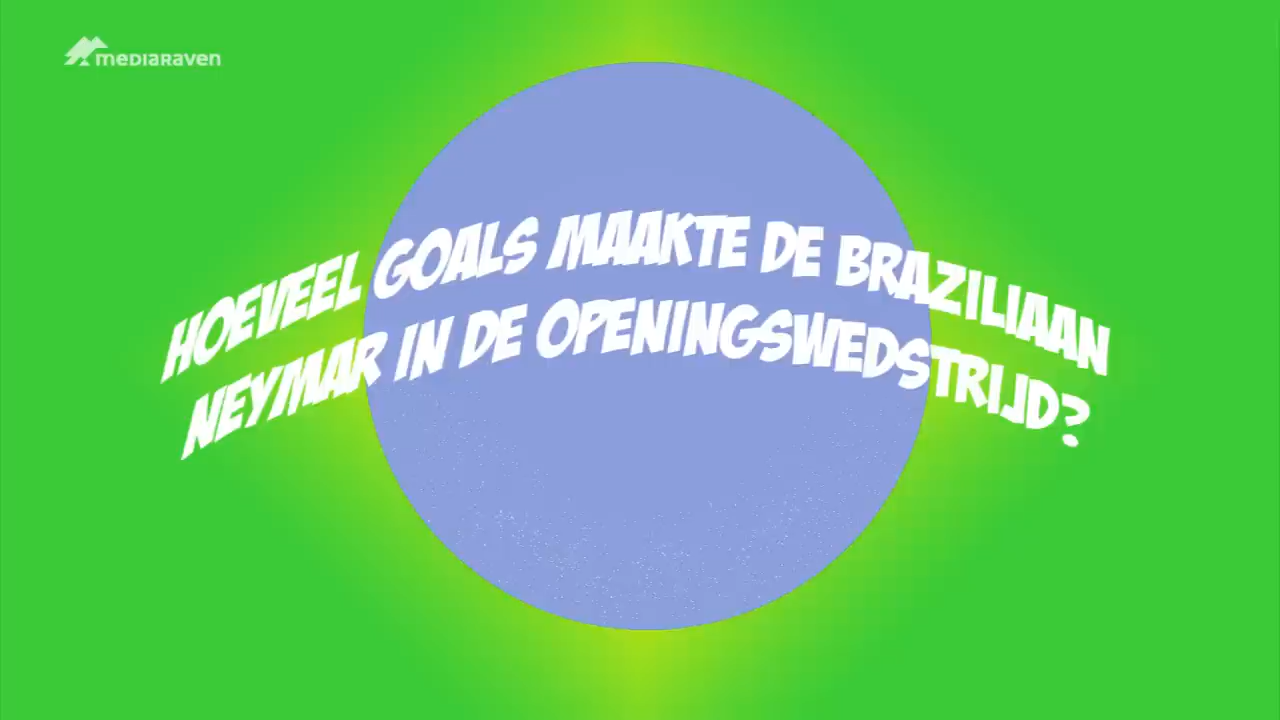 mediaraven
HOEVEEL GOALS MAAKTE DE BRAZILIAAN
NEYMAR IN DE OPENINGSWEDSTRIJD?